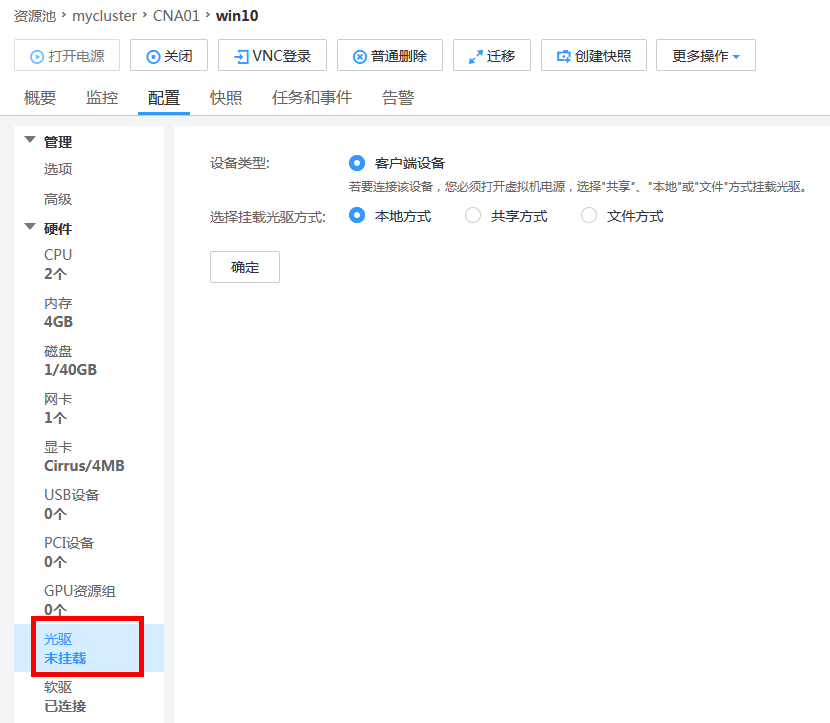 资源池 › mycluster › CNA01 › win10
打开电源 关闭 VNC登录 普通删除 迁移 创建快照 更多操作
概要 监控 配置 快照 任务和事件 告警
管理
选项
高级
硬件
CPU
2个
内存
4GB
磁盘
1/40GB
网卡
1个
显卡
Cirrus/4MB
USB设备
0个
PCI设备
0个
GPU资源组
0个
光驱
未挂载
软驱
已连接
设备类型: 客户端设备
若要连接该设备，您必须打开虚拟机电源，选择"共享"、"本地"或"文件"方式挂载光驱。
选择挂载光驱方式: 本地方式 共享方式 文件方式
确定